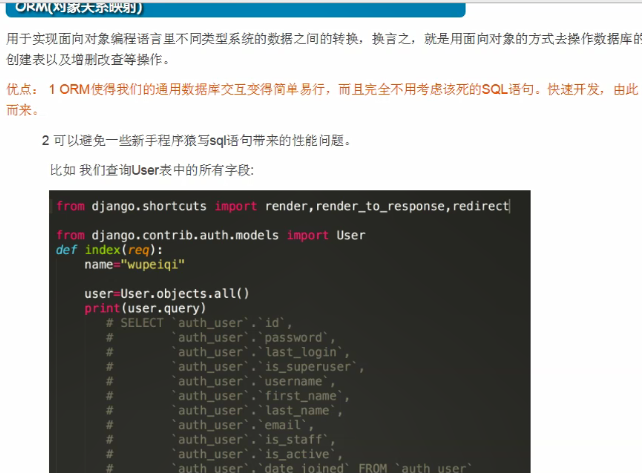 ORM(对象关系映射)
用于实现面向对象编程语言里不同类型系统的数据之间的转换，换言之，就是用面向对象的方式去操作数据库的
创建表以及增删改查等操作。
优点： 1 ORM使得我们的通用数据库交互变得简单易行，而且完全不用考虑该死的SQL语句。快速开发，由此
而来。
2 可以避免一些新手程序猿写sql语句带来的性能问题。
比如 我们查询User表中的所有字段:
from django.shortcuts import render,render_to_response,redirect
from django.contrib.auth.models import User
def index(req):
name="wupeiqi"
user=User.objects.all()
print(user.query)
# SELECT `auth_user`.`id`,
# `auth_user`.`password`,
# `auth_user`.`last_login`,
# `auth_user`.`is_superuser`,
# `auth_user`.`username`,
# `auth_user`.`first_name`,
# `auth_user`.`last_name`,
# `auth_user`.`email`,
# `auth_user`.`is_staff`,
# `auth_user`.`is_active`,
# `auth_user`.`date_joined` FROM `auth_user`